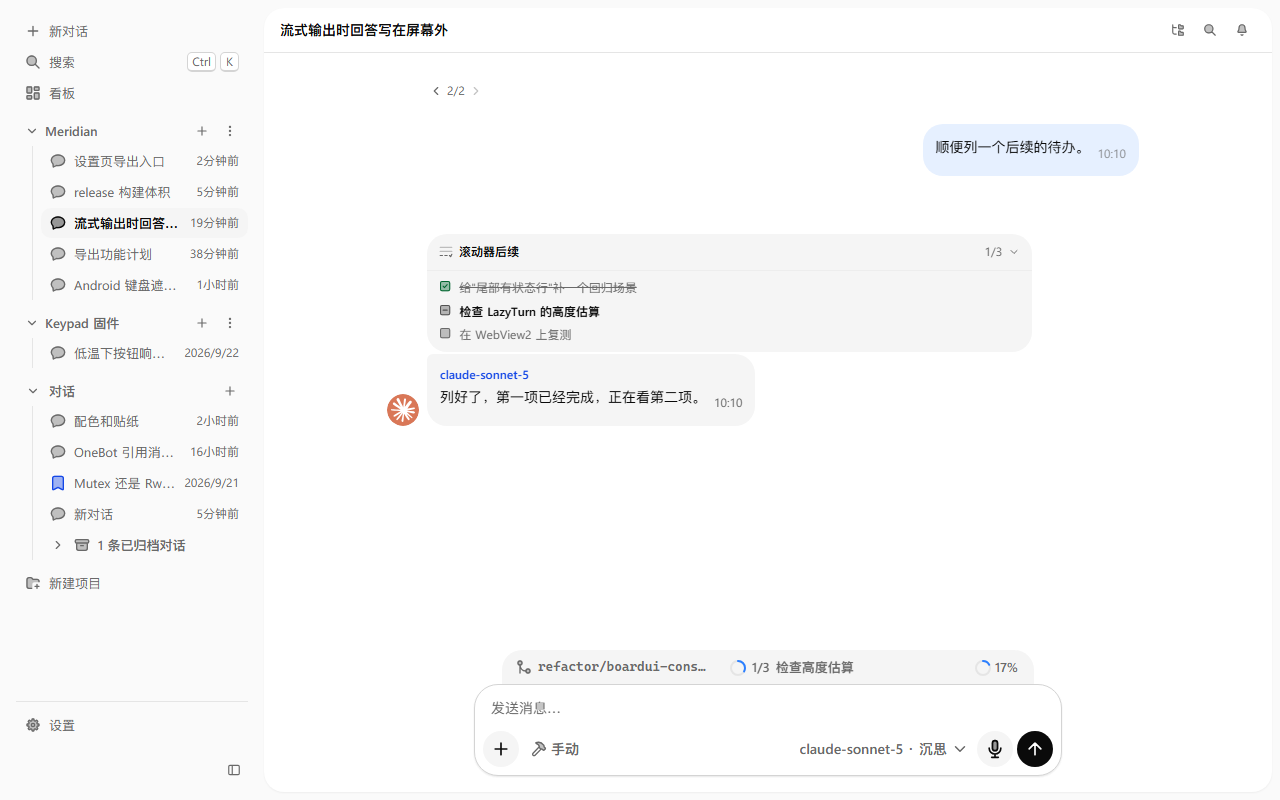 新对话
搜索 Ctrl K
看板
Meridian
设置页导出入口 2分钟前
release 构建体积 5分钟前
流式输出时回答… 19分钟前
导出功能计划 38分钟前
Android 键盘遮… 1小时前
Keypad 固件
低温下按钮响… 2026/9/22
对话
配色和贴纸 2小时前
OneBot 引用消… 16小时前
Mutex 还是 Rw… 2026/9/21
新对话 5分钟前
1 条已归档对话
新建项目
设置
流式输出时回答写在屏幕外
2/2
顺便列一个后续的待办。 10:10
滚动器后续 1/3
给"尾部有状态行"补一个回归场景
检查 LazyTurn 的高度估算
在 WebView2 上复测
claude-sonnet-5
列好了，第一项已经完成，正在看第二项。 10:10
refactor/boardui-cons… 1/3 检查高度估算 17%
发送消息…
手动 claude-sonnet-5 · 沉思